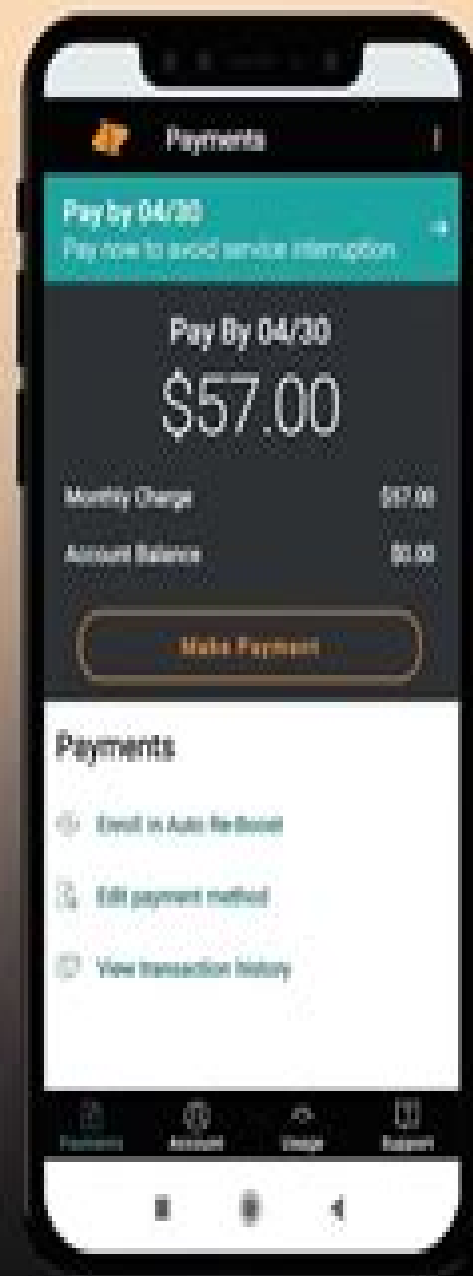 Payments
Pay by 04/30
Pay now to avoid service interruption
Pay By 04/30
$57.00
Monthly Charge $57.00
Account Balance $0.00
Make Payment
Payments
Enroll in Auto Re-Boost
Edit payment method
View transaction history
Payments Account Usage Support